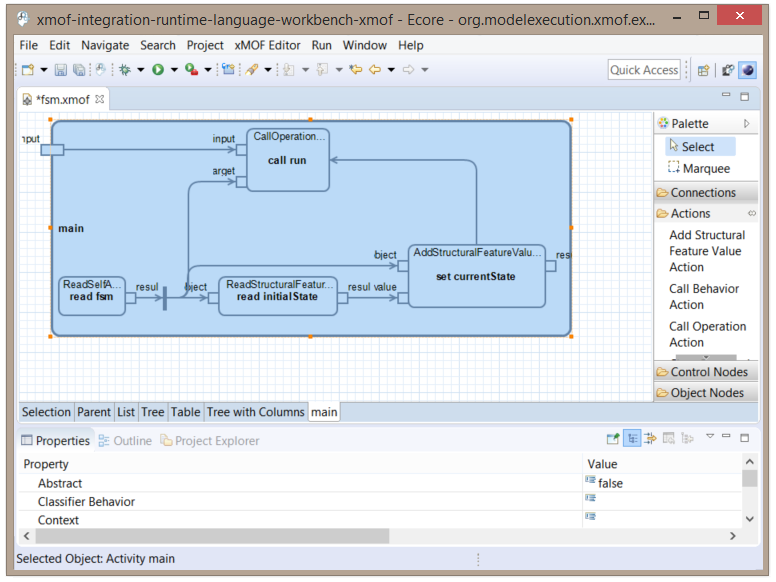 xmof-integration-runtime-language-workbench-xmof - Ecore - org.modelexecution.xmof.ex...
File Edit Navigate Search Project xMOF Editor Run Window Help
Quick Access
*fsm.xmof
nput
input
CallOperation...
call run
arget
main
ReadSelfA...
read fsm
resul
bject
ReadStructuralFeatur...
read initialState
resul
value
bject
AddStructuralFeatureValu...
set currentState
resu
Palette
Select
Marquee
Connections
Actions
Add Structural
Feature Value
Action
Call Behavior
Action
Call Operation
Action
Control Nodes
Object Nodes
Selection Parent List Tree Table Tree with Columns main
Properties Outline Project Explorer
Property Value
Abstract false
Classifier Behavior
Context
Selected Object: Activity main